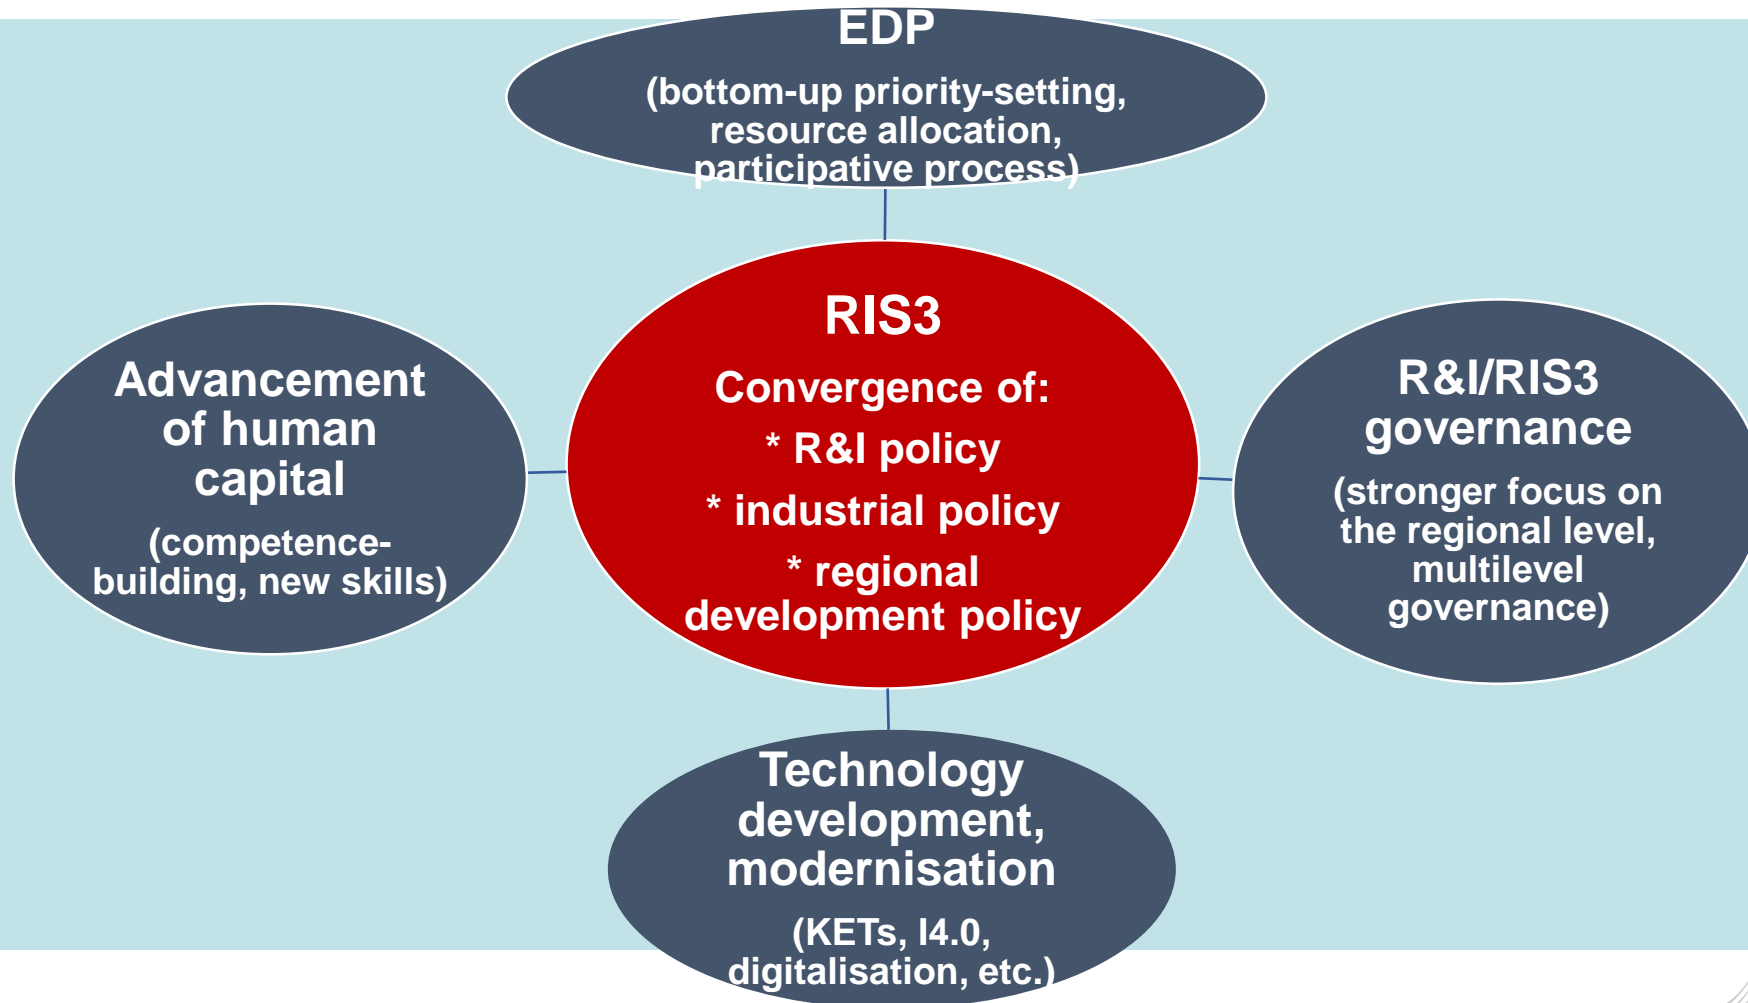 EDP
(bottom-up priority-setting,
resource allocation,
participative process)
RIS3
Convergence of:
* R&I policy
* industrial policy
* regional
development policy
Advancement
of human
capital
(competence-
building, new skills)
R&I/RIS3
governance
(stronger focus on
the regional level,
multilevel
governance)
Technology
development,
modernisation
(KETs, I4.0,
digitalisation, etc.)